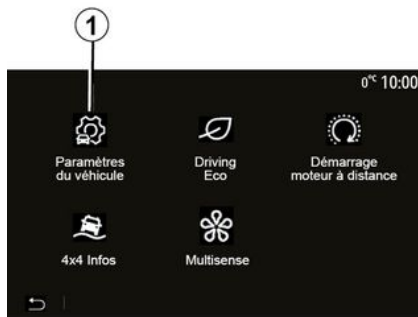 1
0°C 10:00
Paramètres
du véhicule
Driving
Eco
Démarrage
moteur à distance
4x4 Infos
Multisense